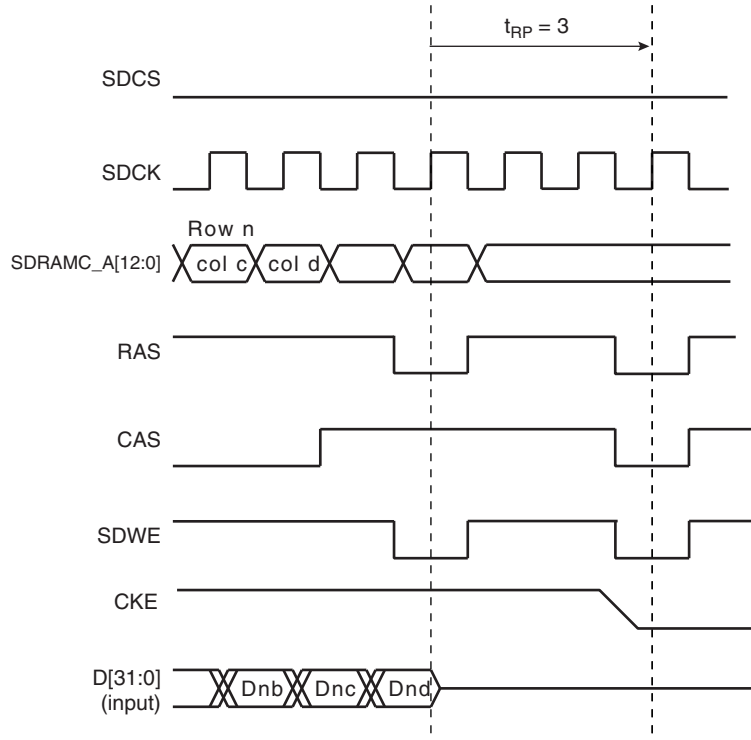 t_RP = 3
SDCS
SDCK
Row n
SDRAMC_A[12:0]
col c
col d
RAS
CAS
SDWE
CKE
D[31:0]
(input)
Dnb
Dnc
Dnd